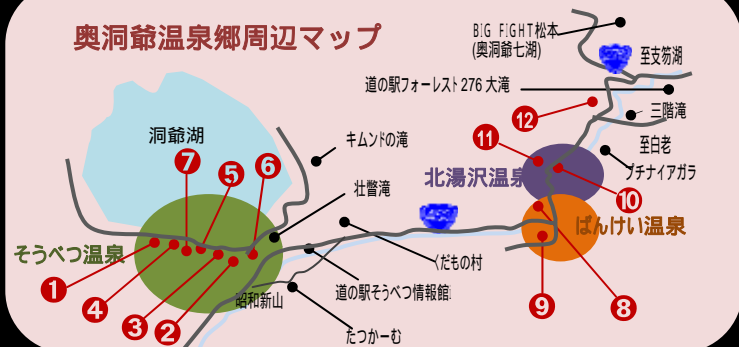 奥洞爺温泉郷周辺マップ
BIG FIGHT松本
(奥洞爺七湖)
至支笏湖
道の駅フォーレスト276大滝
三階滝
⑫
洞爺湖
キムンドの滝
⑪
至白老
⑦
⑤
⑥
北湯沢温泉
プチナイアガラ
壮瞥滝
⑩
ばんけい温泉
そうべつ温泉
くだもの村
①
昭和新山
道の駅そうべつ情報館i
④
⑨
⑧
③
②
たつかーむ